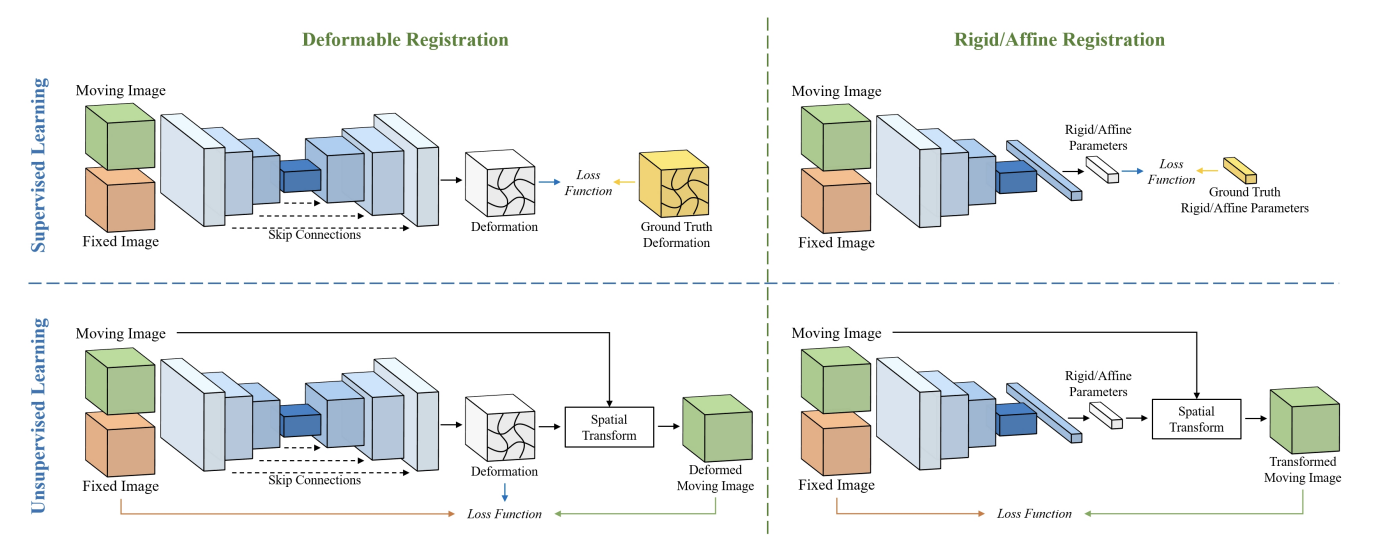 Deformable Registration
Rigid/Affine Registration
Supervised Learning
Moving Image
Fixed Image
Skip Connections
Deformation
Loss
Function
Ground Truth
Deformation
Moving Image
Fixed Image
Rigid/Affine
Parameters
Loss
Function
Ground Truth
Rigid/Affine Parameters
Unsupervised Learning
Moving Image
Fixed Image
Skip Connections
Deformation
Spatial
Transform
Deformed
Moving Image
Loss Function
Moving Image
Fixed Image
Rigid/Affine
Parameters
Spatial
Transform
Transformed
Moving Image
Loss Function